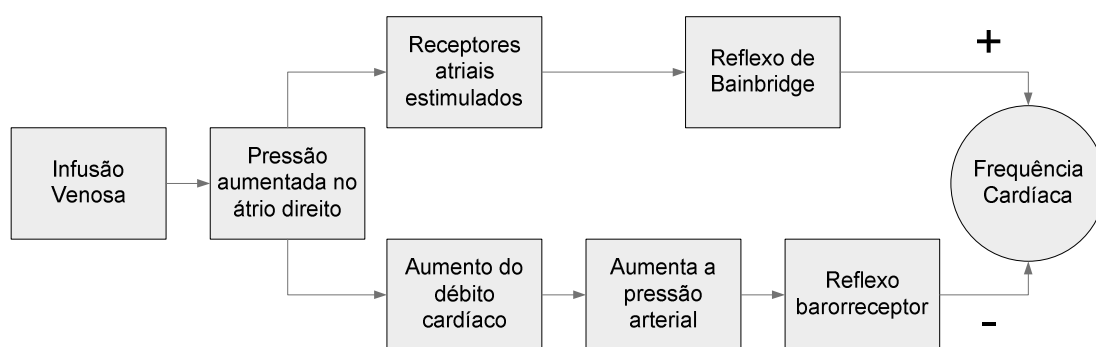 Infusão
Venosa
Pressão
aumentada no
átrio direito
Receptores
atriais
estimulados
Reflexo de
Bainbridge
+
Aumento do
débito
cardíaco
Aumenta a
pressão
arterial
Reflexo
barorreceptor
-
Frequência
Cardíaca